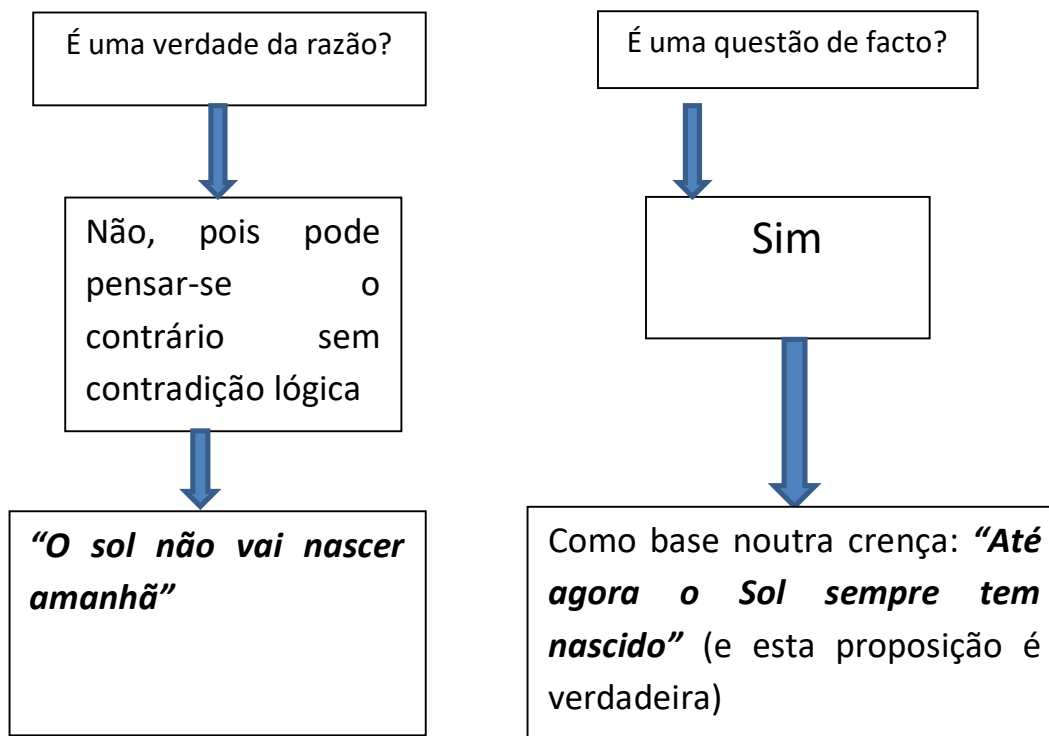 É uma verdade da razão?
Não, pois pode
pensar-se o
contrário sem
contradição lógica
“O sol não vai nascer
amanhã”
É uma questão de facto?
Sim
Como base noutra crença: “Até
agora o Sol sempre tem
nascido” (e esta proposição é
verdadeira)